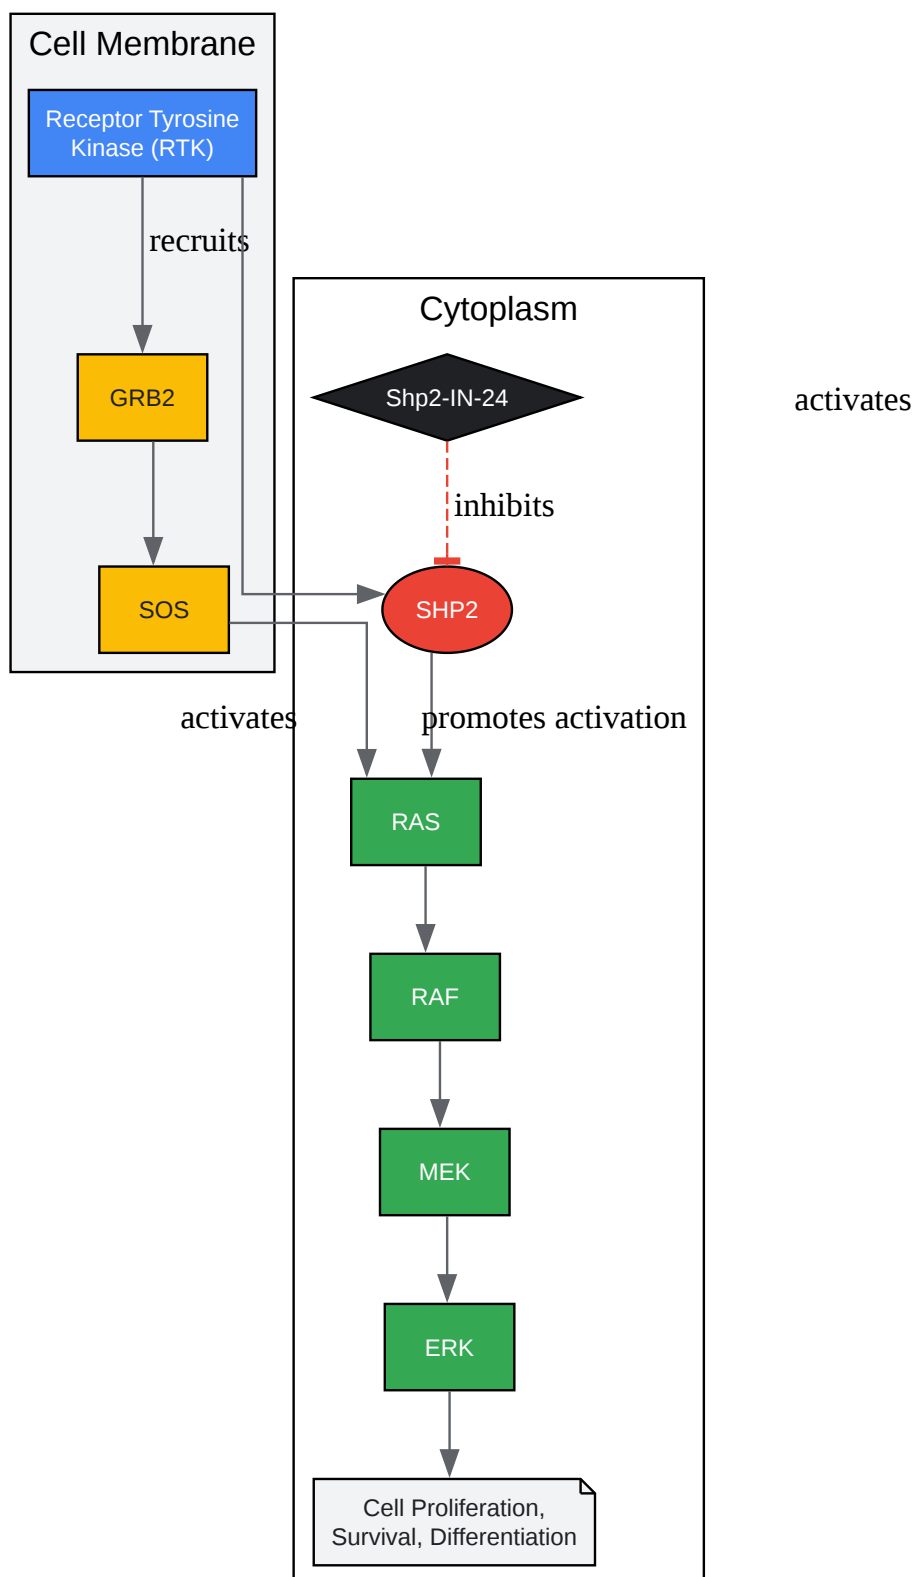 Cell Membrane
Receptor Tyrosine
Kinase (RTK)
recruits
Cytoplasm
GRB2
Shp2-IN-24
activates
inhibits
SOS
SHP2
activates
promotes activation
RAS
RAF
MEK
ERK
Cell Proliferation,
Survival, Differentiation